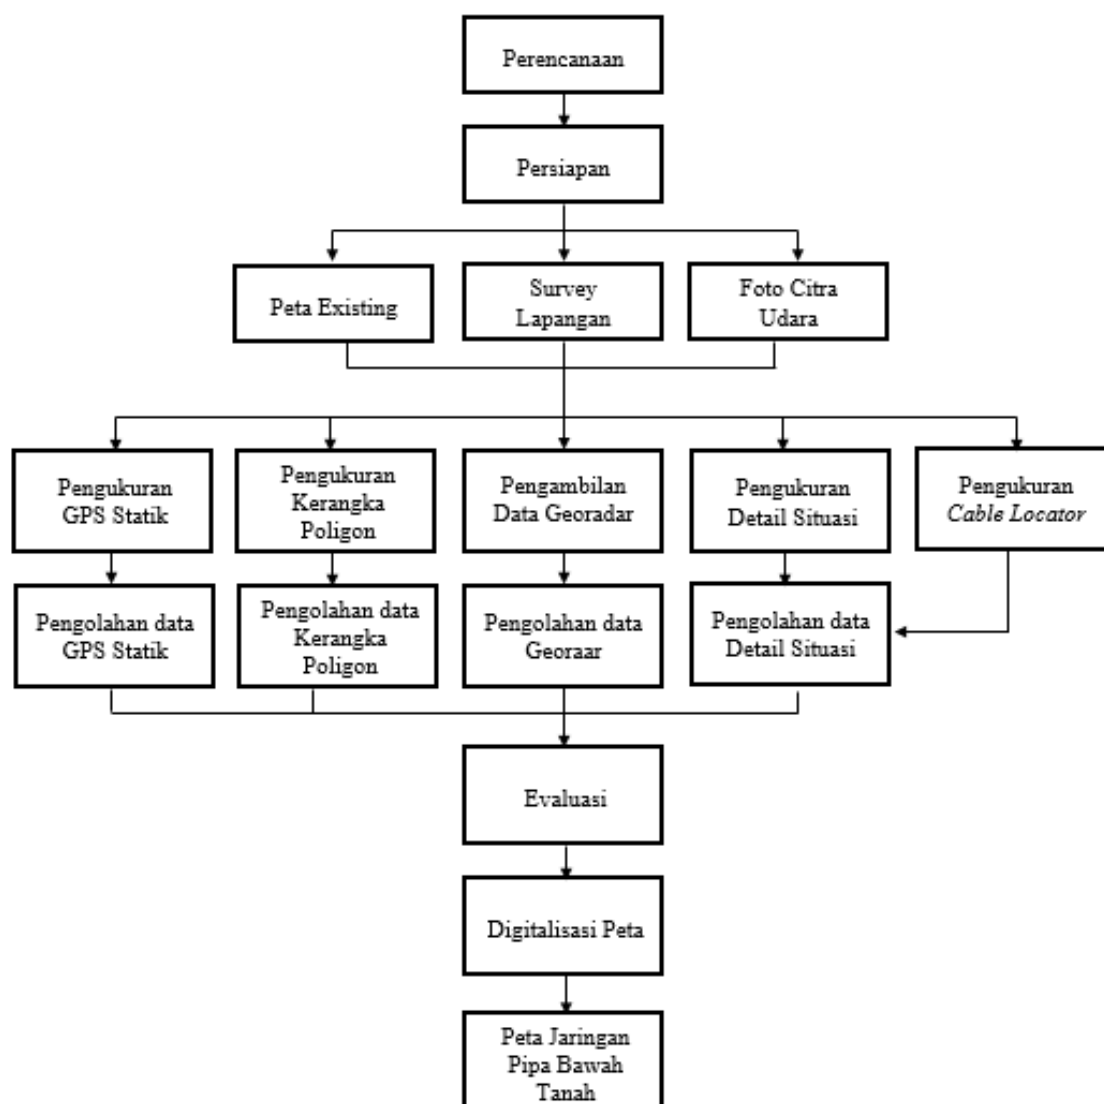 Perencanaan
Persiapan
Peta Existing
Survey
Lapangan
Foto Citra
Udara
Pengukuran
GPS Statik
Pengukuran
Kerangka
Poligon
Pengambilan
Data Georadar
Pengukuran
Detail Situasi
Pengukuran
Cable Locator
Pengolahan data
GPS Statik
Pengolahan data
Kerangka
Poligon
Pengolahan data
Georaar
Pengolahan data
Detail Situasi
Evaluasi
Digitalisasi Peta
Peta Jaringan
Pipa Bawah
Tanah